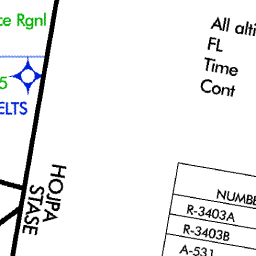 ce Rgnl
5
ELTS
HOJPA
STASE
All alti
FL
Time
Cont
NUMBE
R-3403A
R-3403B
A-531